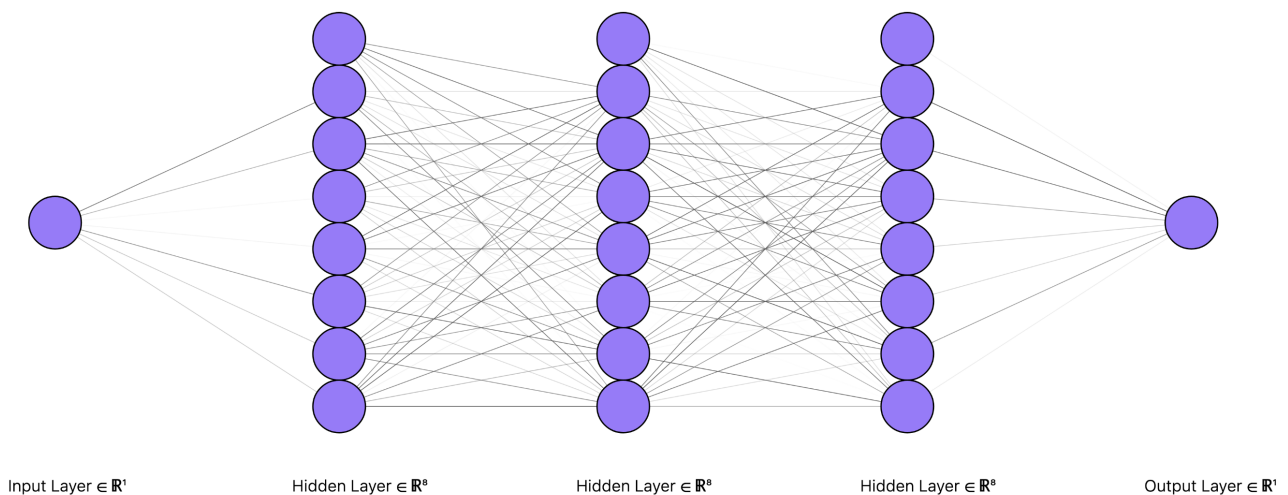 Input Layer ∈ ℝ¹
Hidden Layer ∈ ℝ⁸
Hidden Layer ∈ ℝ⁸
Hidden Layer ∈ ℝ⁸
Output Layer ∈ ℝ¹